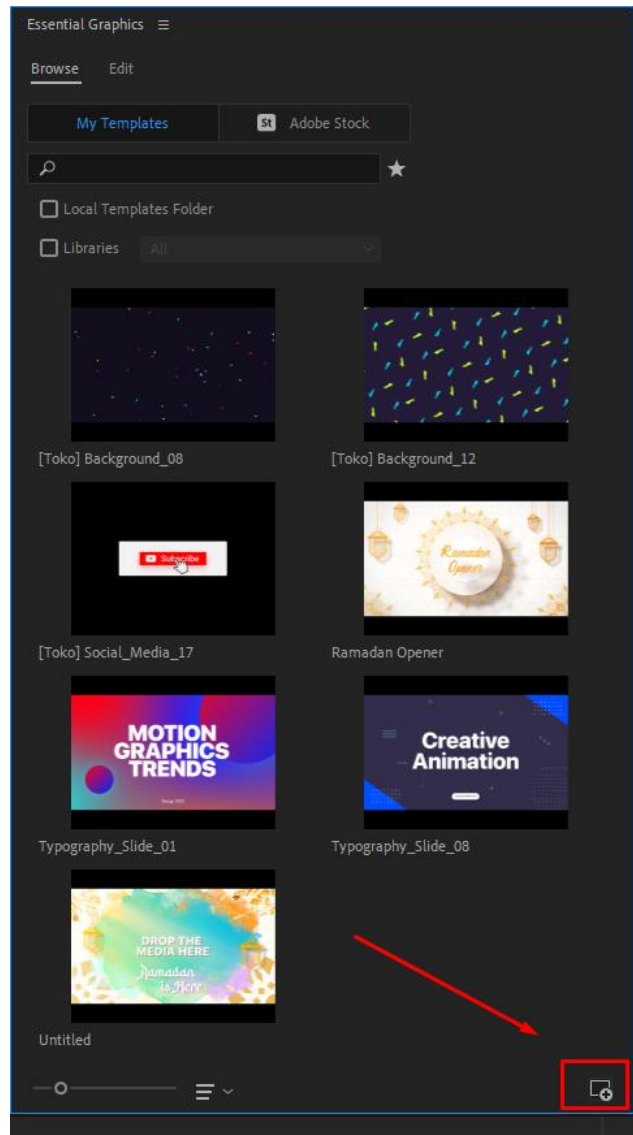 Essential Graphics
Browse Edit
My Templates St Adobe Stock
Local Templates Folder
Libraries All
[Toko] Background_08 [Toko] Background_12
Subscribe
Ramadan
Opener
[Toko] Social_Media_17 Ramadan Opener
MOTION
GRAPHICS
TRENDS
Creative
Animation
Typography_Slide_01 Typography_Slide_08
DROP THE
MEDIA HERE
Ramadan
is Here
Untitled